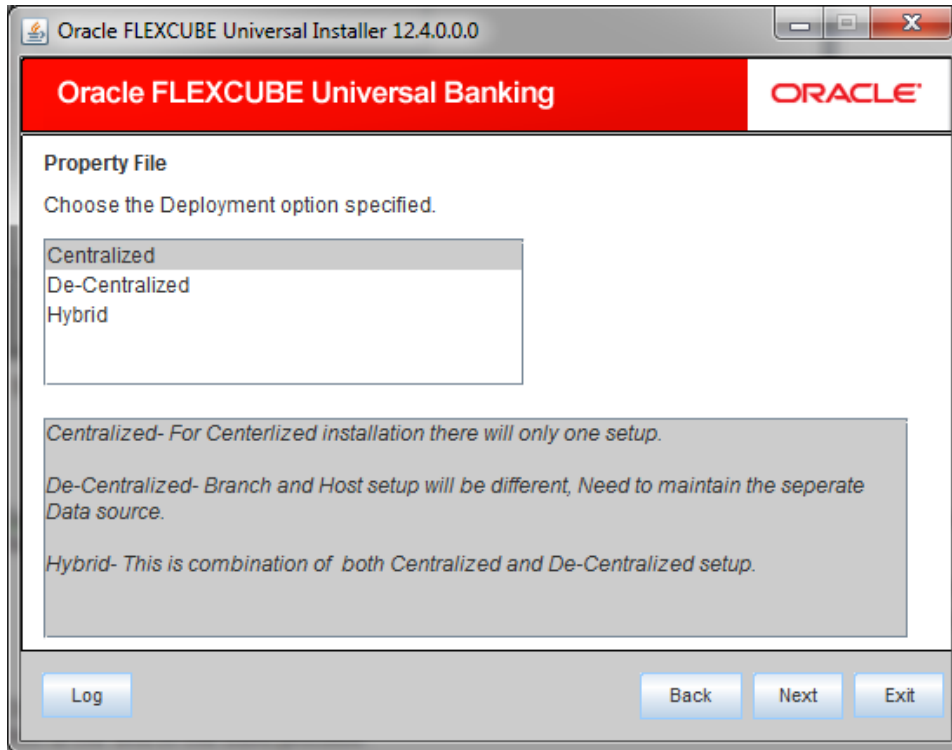 Oracle FLEXCUBE Universal Installer 12.4.0.0.0
Oracle FLEXCUBE Universal Banking
ORACLE
Property File
Choose the Deployment option specified.
Centralized
De-Centralized
Hybrid
Centralized- For Centerlized installation there will only one setup.
De-Centralized- Branch and Host setup will be different, Need to maintain the seperate
Data source.
Hybrid- This is combination of both Centralized and De-Centralized setup.
Log
Back
Next
Exit